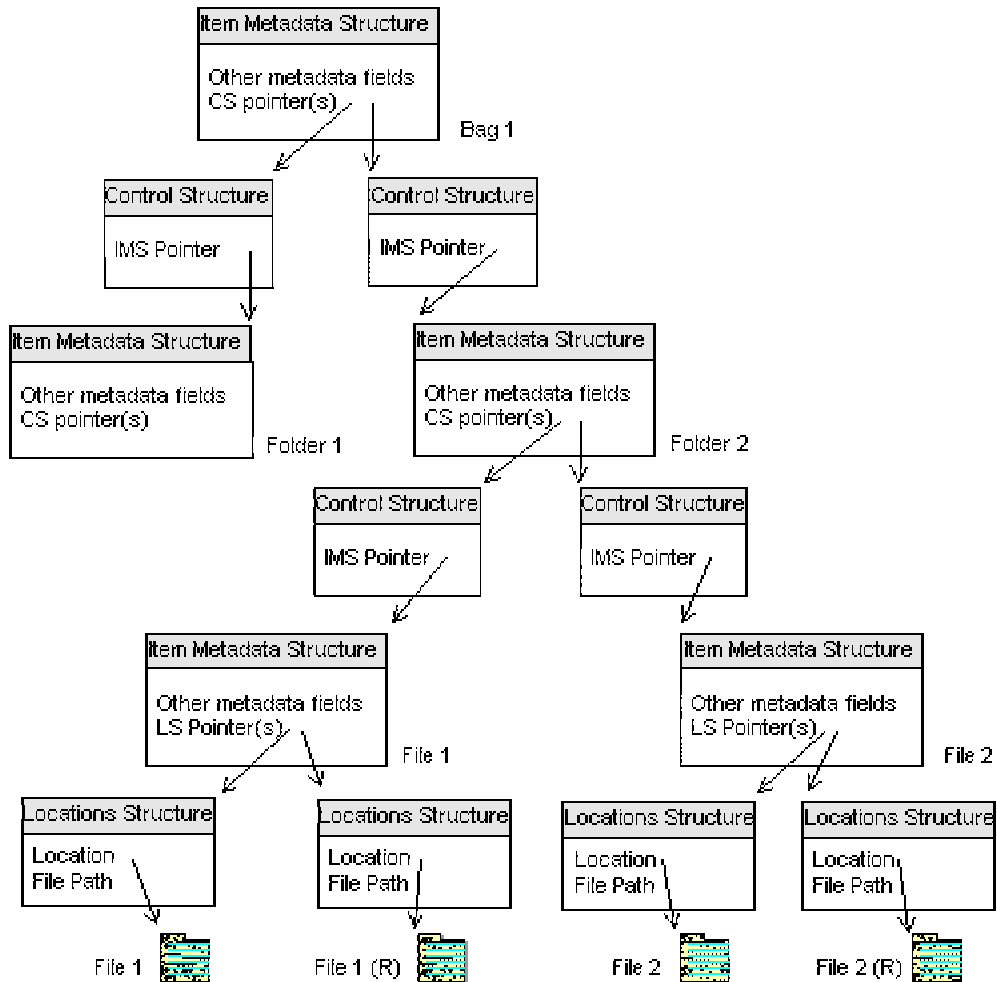 Item Metadata Structure
Other metadata fields
CS pointer(s)
Bag 1
Control Structure
IMS Pointer
Control Structure
IMS Pointer
Item Metadata Structure
Other metadata fields
CS pointer(s)
Folder 1
Item Metadata Structure
Other metadata fields
CS pointer(s)
Folder 2
Control Structure
IMS Pointer
Control Structure
IMS Pointer
Item Metadata Structure
Other metadata fields
LS Pointer(s)
File 1
Item Metadata Structure
Other metadata fields
LS Pointer(s)
File 2
Locations Structure
Location
File Path
Locations Structure
Location
File Path
Locations Structure
Location
File Path
Locations Structure
Location
File Path
File 1
File 1 (R)
File 2
File 2 (R)